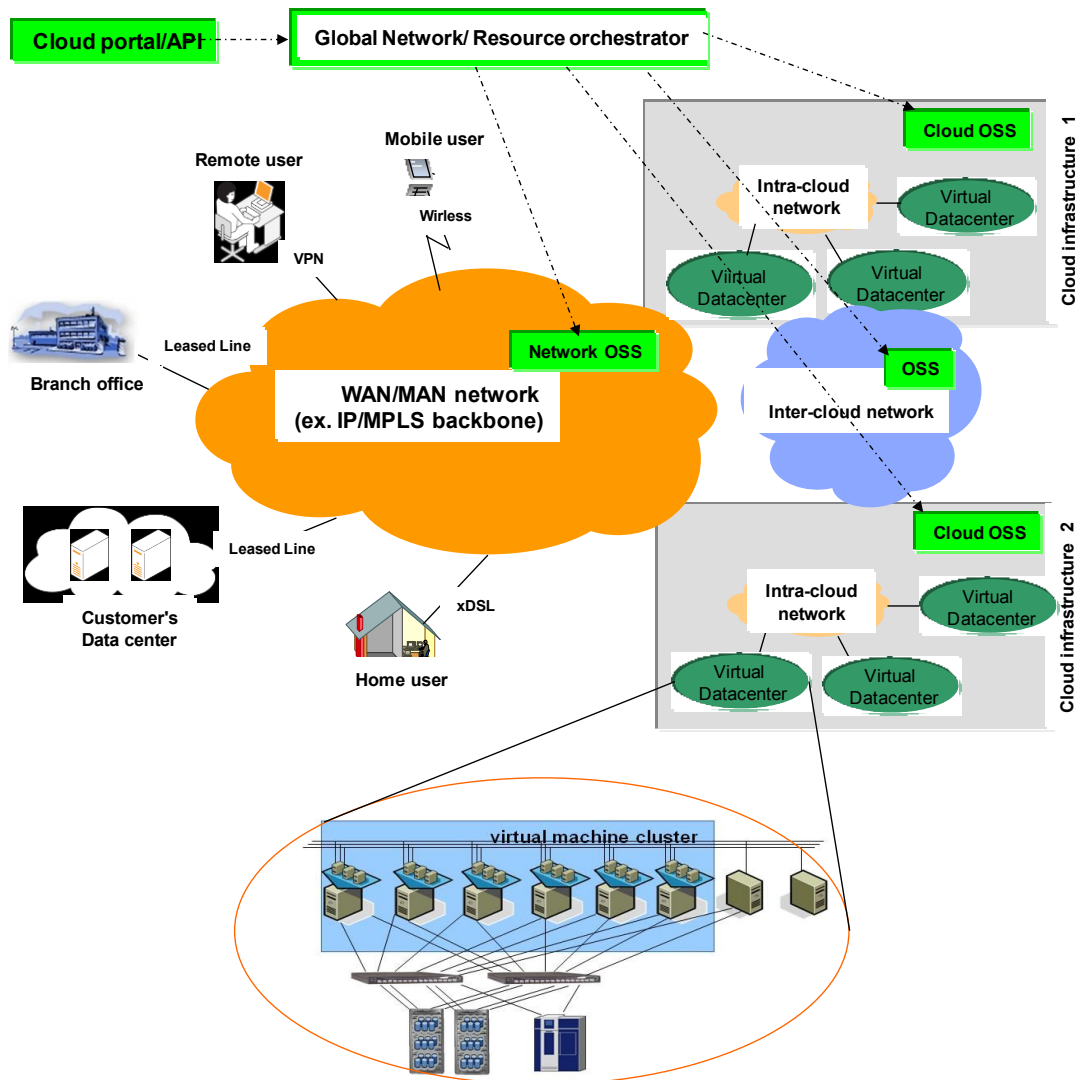 Cloud portal/API
Global Network/ Resource orchestrator
Cloud infrastructure 1
Cloud OSS
Mobile user
Remote user
Intra-cloud
network
Virtual
Datacenter
Wirless
VPN
Virtual
Datacenter
Virtual
Datacenter
Leased Line
Network OSS
OSS
Branch office
WAN/MAN network
(ex. IP/MPLS backbone)
Inter-cloud network
Cloud infrastructure 2
Cloud OSS
Leased Line
Intra-cloud
network
Virtual
Datacenter
xDSL
Customer's
Data center
Home user
Virtual
Datacenter
Virtual
Datacenter
virtual machine cluster